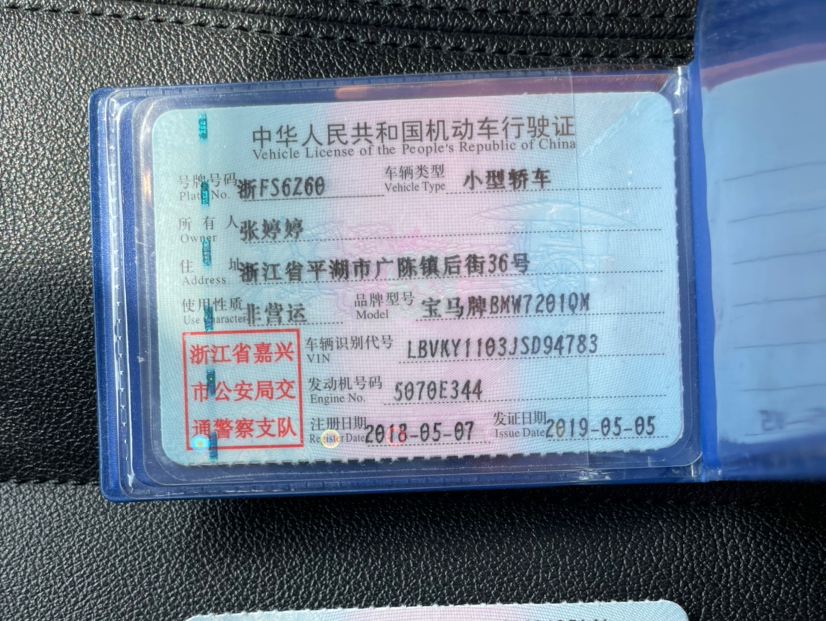 中华人民共和国机动车行驶证
Vehicle License of the People's Republic of China
号牌号码 浙FS6Z60 车辆类型 小型轿车
Plate No. Vehicle Type
所有人 张婷婷
Owner
住址 浙江省平湖市广陈镇后街36号
Address
使用性质 非营运 品牌型号 宝马牌BMW7201QM
Use Character Model
浙江省嘉兴
市公安局交
通警察支队
车辆识别代号 LBVKY1103JSD94783
VIN
发动机号码 5070E344
Engine No.
注册日期 2018-05-07 发证日期 2019-05-05
Register Date Issue Date